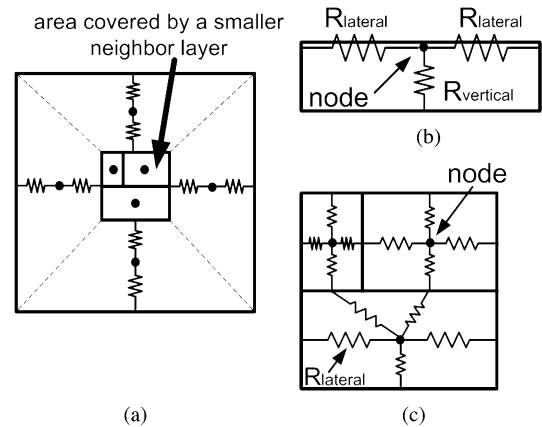 area covered by a smaller
neighbor layer
(a)
Rlateral
Rlateral
node
Rvertical
(b)
node
Rlateral
(c)